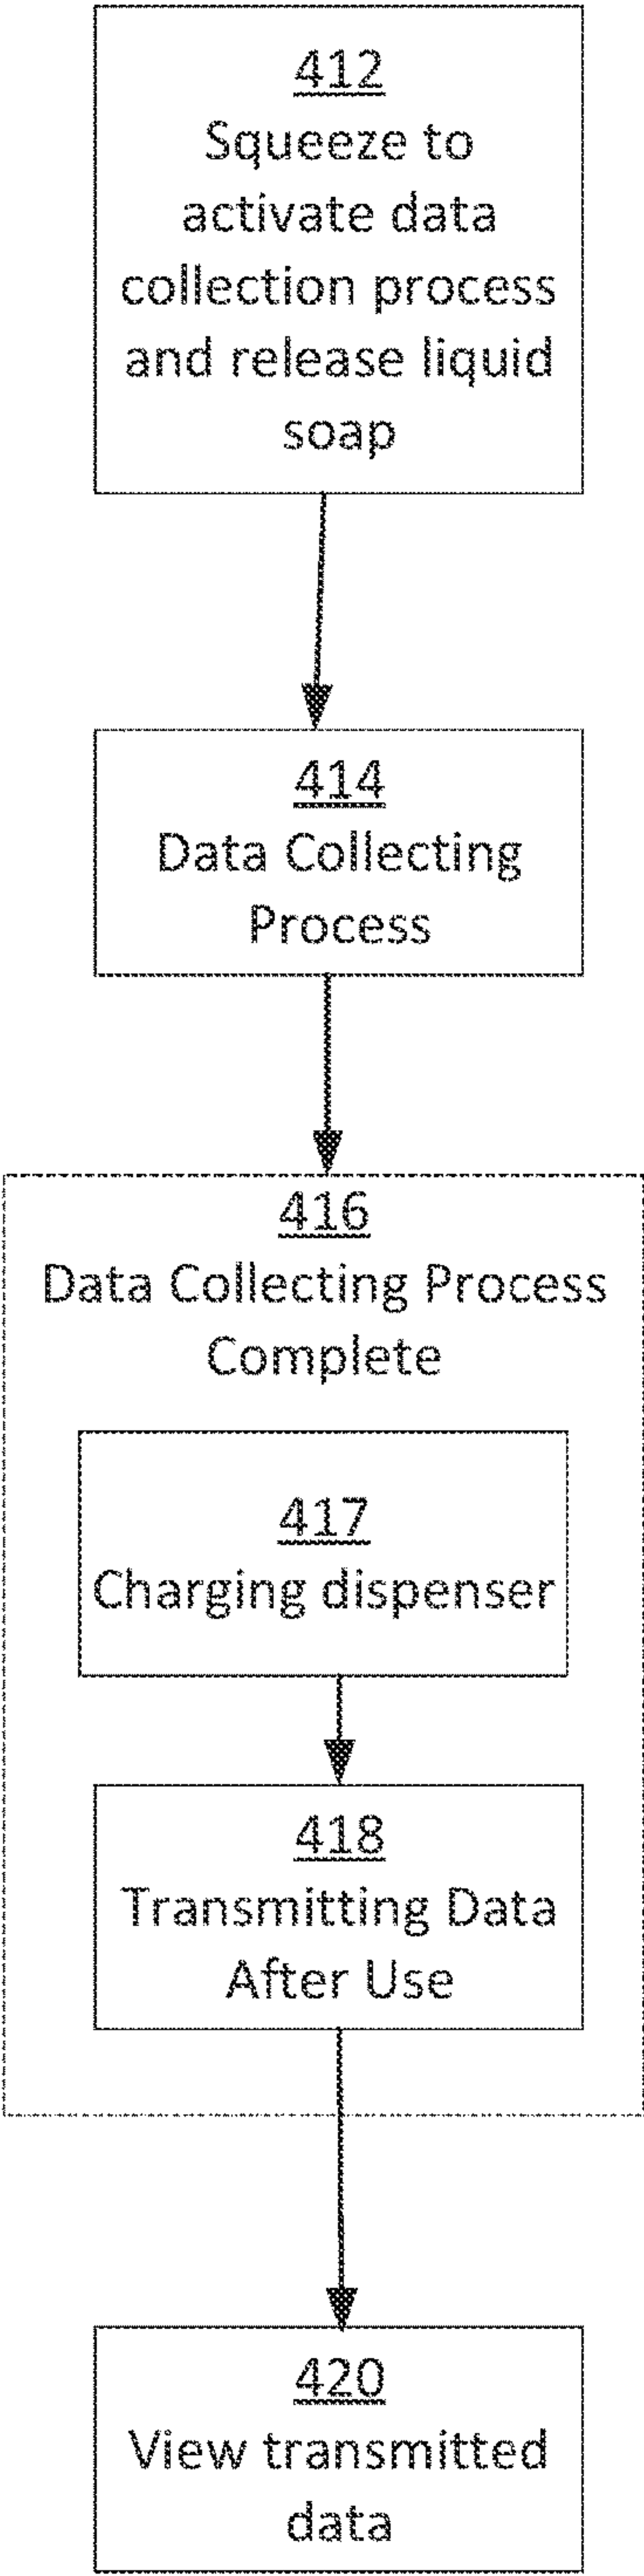 412
Squeeze to
activate data
collection process
and release liquid
soap
414
Data Collecting
Process
416
Data Collecting Process
Complete
417
Charging dispenser
418
Transmitting Data
After Use
420
View transmitted
data